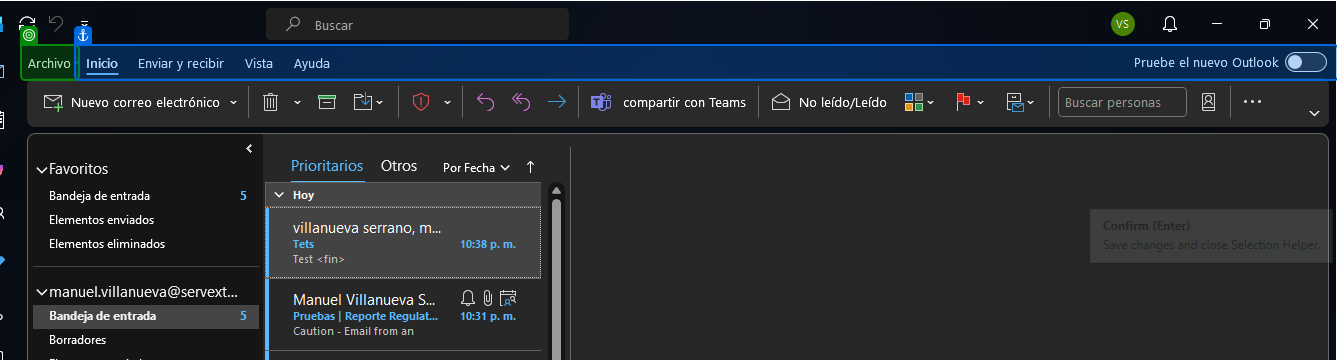 Buscar
VS
Archivo Inicio Enviar y recibir Vista Ayuda Pruebe el nuevo Outlook
Nuevo correo electrónico compartir con Teams No leído/Leído Buscar personas
Favoritos
Bandeja de entrada 5
Elementos enviados
Elementos eliminados
manuel.villanueva@servext...
Bandeja de entrada 5
Borradores
Prioritarios Otros Por Fecha
Hoy
villanueva serrano, m...
Tets 10:38 p. m.
Test <fin>
Manuel Villanueva S...
Pruebas | Reporte Regulat... 10:31 p. m.
Caution - Email from an
Confirm (Enter)
Save changes and close Selection Helper.